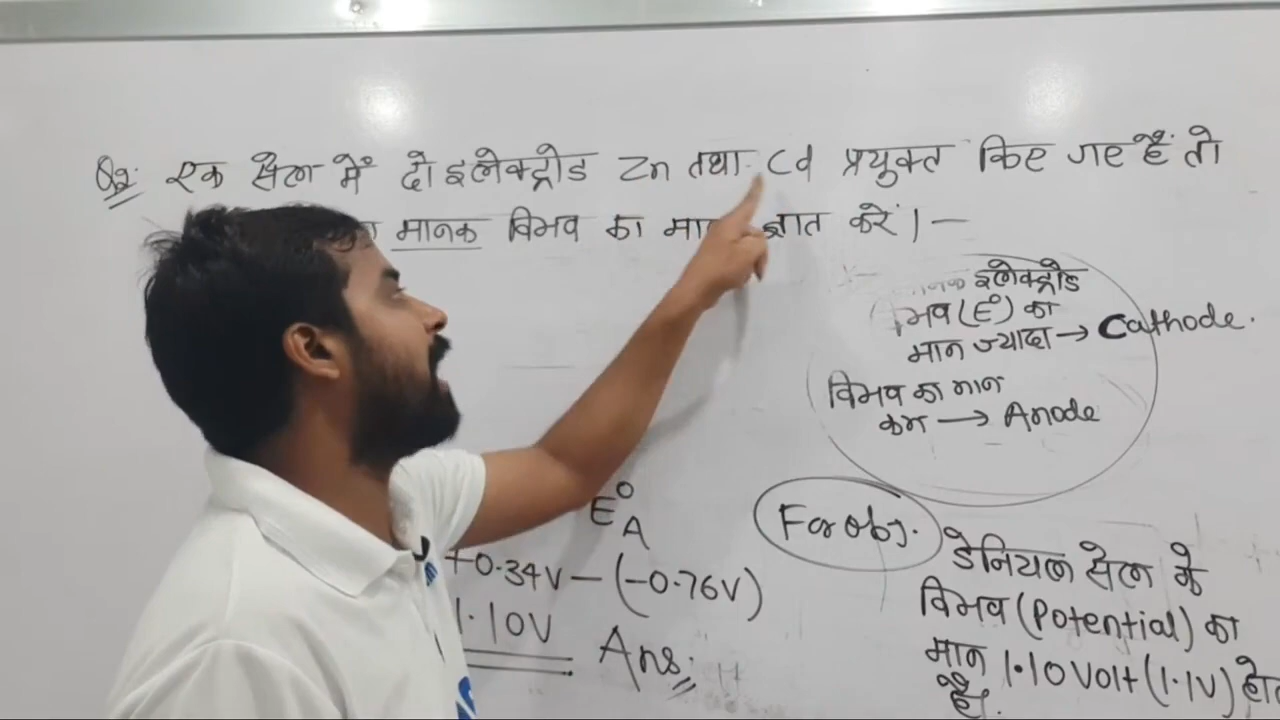 Q2: एक सेल में दो इलेक्ट्रोड Zn तथा Cd प्रयुक्त किए गए हैं तो
मानक विभव का ज्ञात करें।—
इलेक्ट्रोड
(E°) का
मान ज्यादा → Cathode.
विभव का मान
कम → Anode
E°A
+0.34V — (-0.76V)
1.10V Ans:
For obj.
डेनियल सेल के
विभव (Potential) का
मान 1.10 Volt (1.1V)
है।